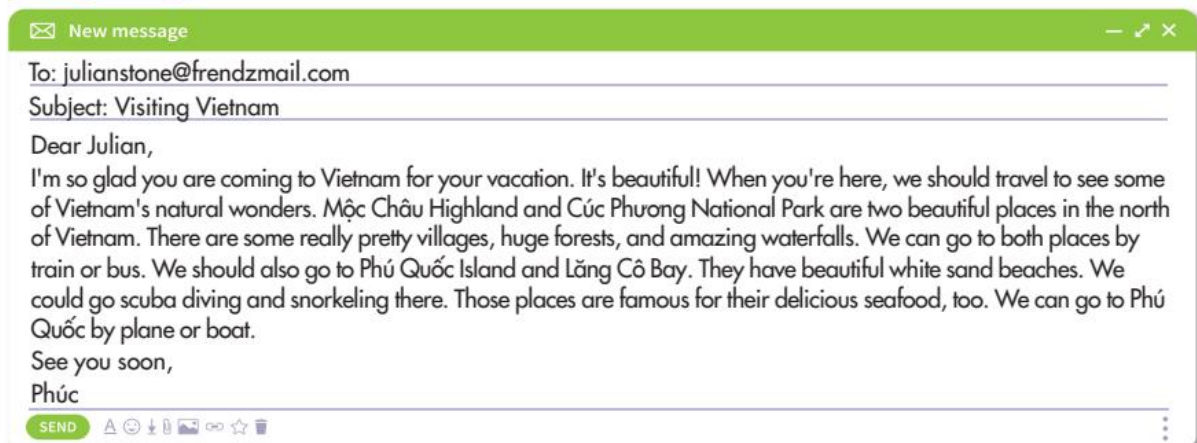 New message
To: julianstone@frendzmail.com
Subject: Visiting Vietnam
Dear Julian,
I'm so glad you are coming to Vietnam for your vacation. It's beautiful! When you're here, we should travel to see some
of Vietnam's natural wonders. Mộc Châu Highland and Cúc Phương National Park are two beautiful places in the north
of Vietnam. There are some really pretty villages, huge forests, and amazing waterfalls. We can go to both places by
train or bus. We should also go to Phú Quốc Island and Lăng Cô Bay. They have beautiful white sand beaches. We
could go scuba diving and snorkeling there. Those places are famous for their delicious seafood, too. We can go to Phú
Quốc by plane or boat.
See you soon,
Phúc
SEND A